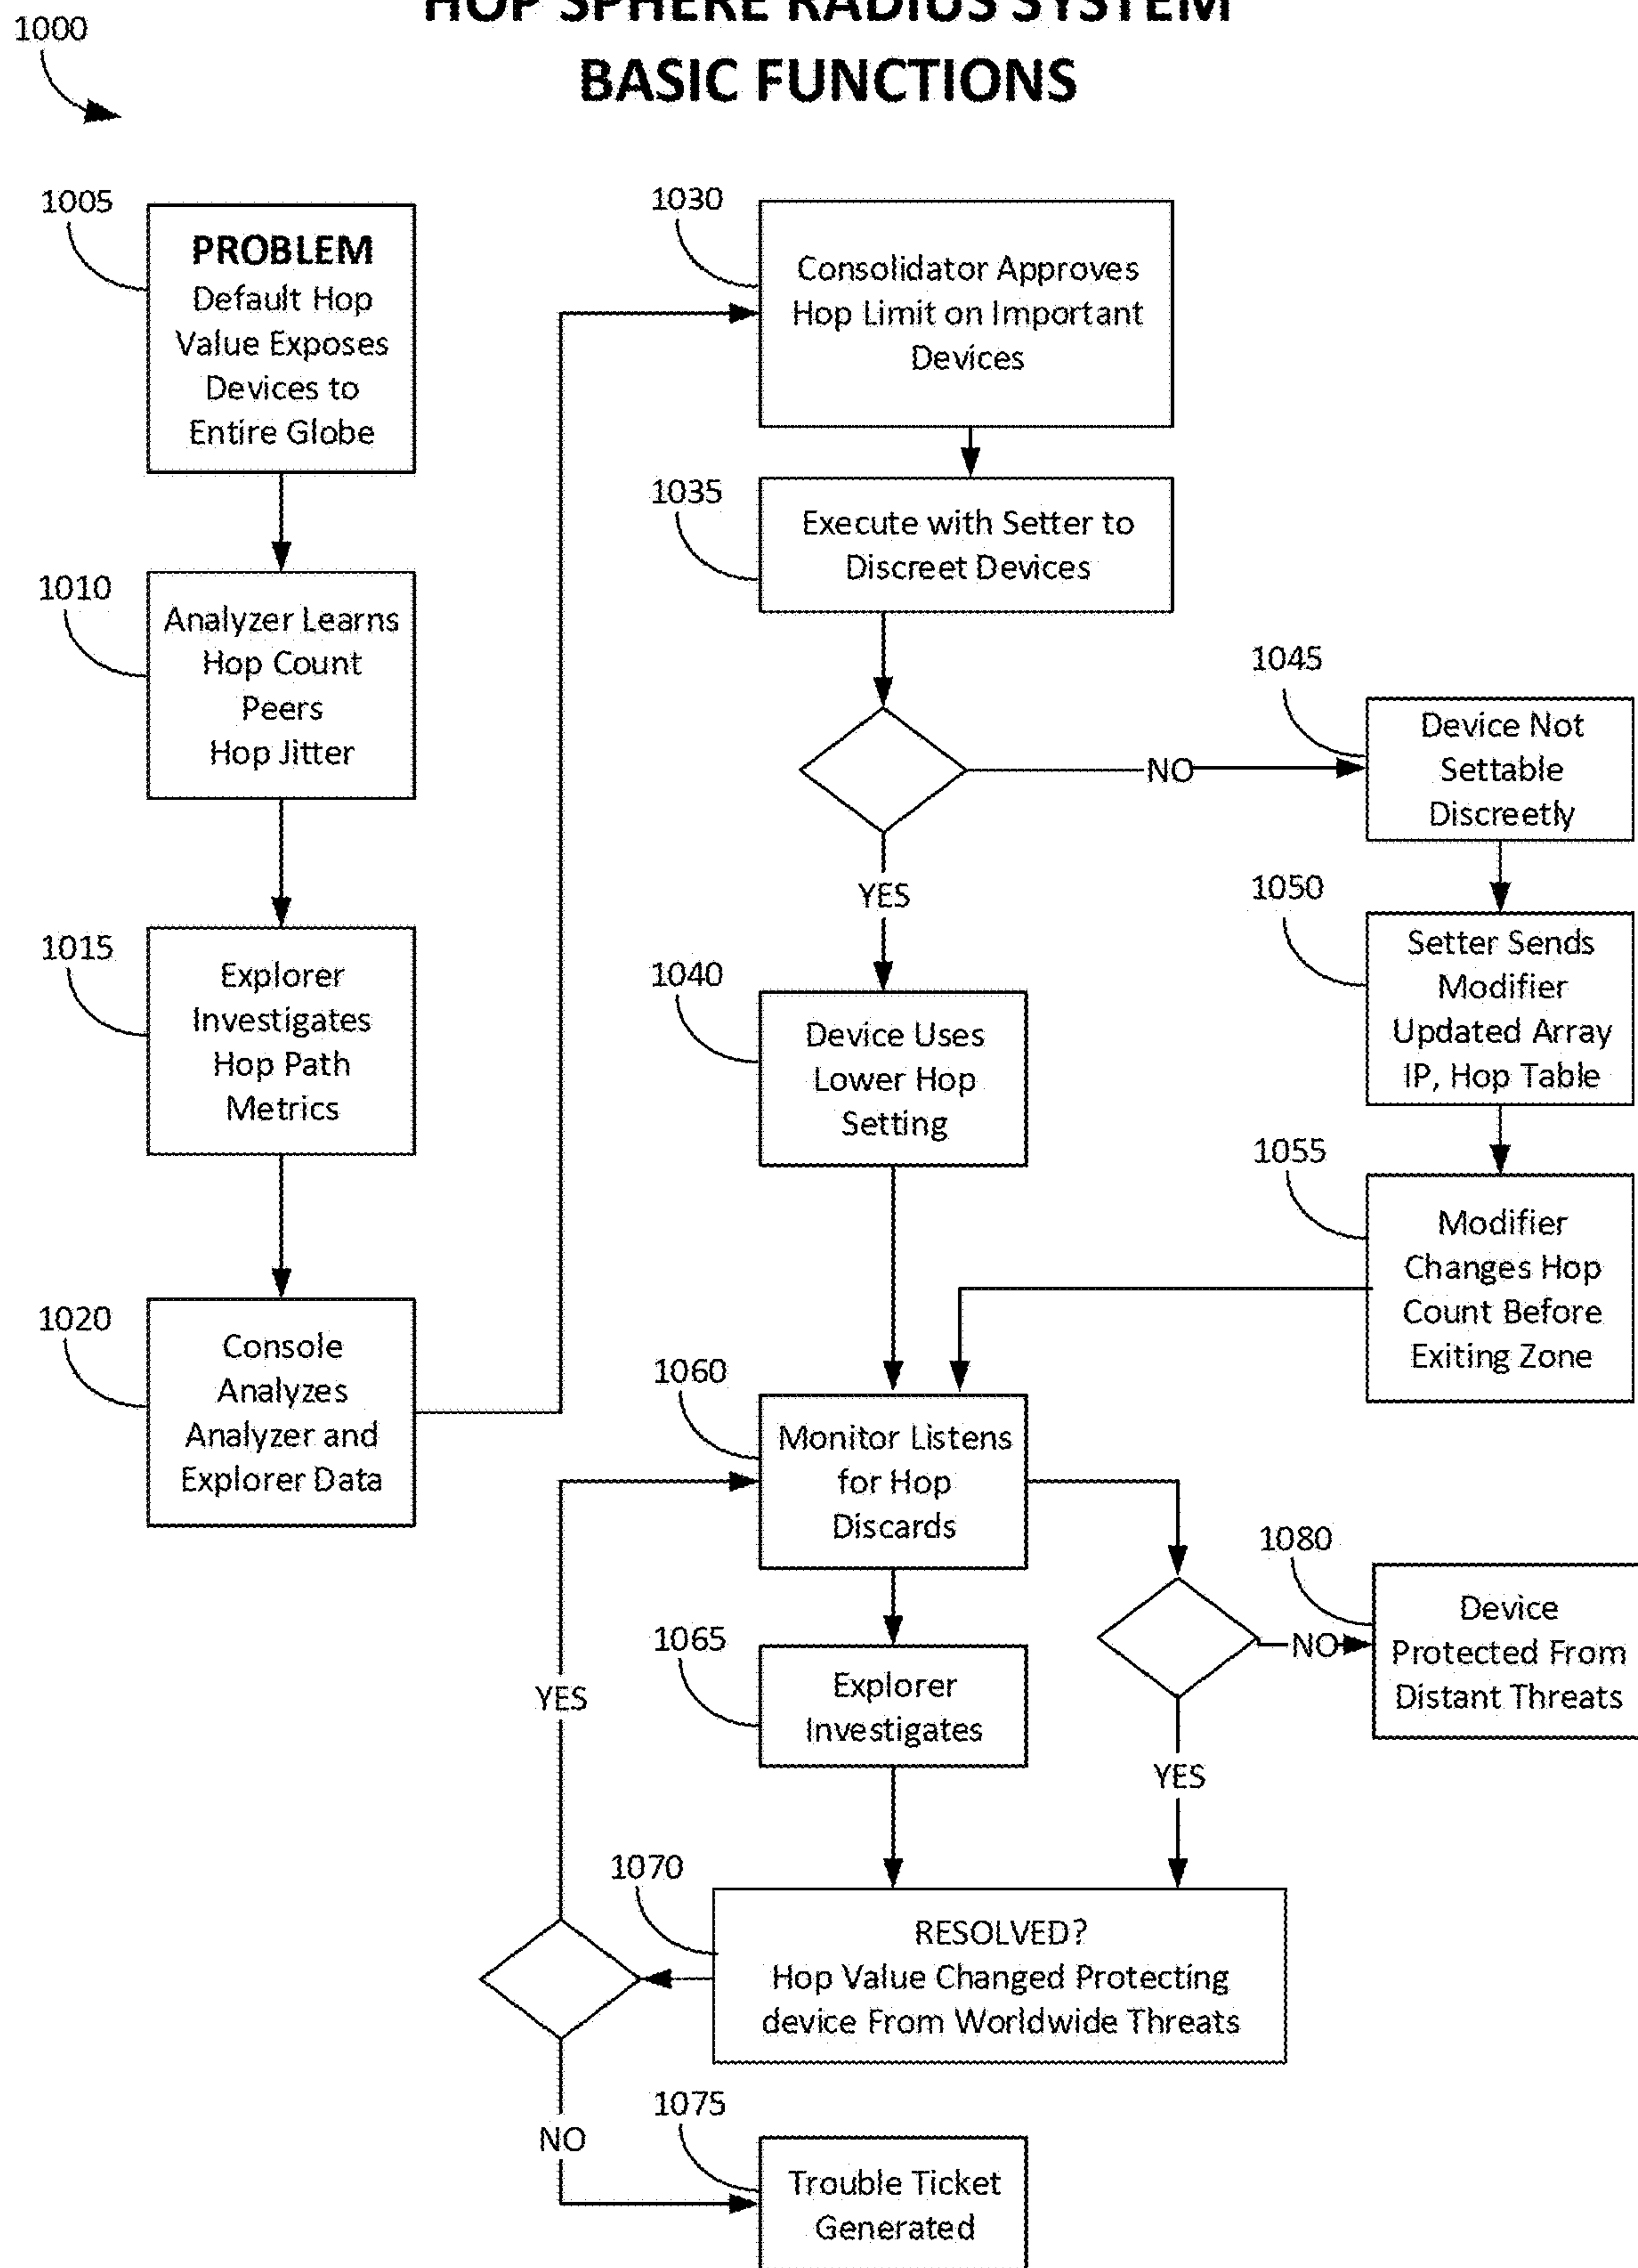 HOP SPHERE RADIUS SYSTEM
BASIC FUNCTIONS
1000
1005
PROBLEM
Default Hop
Value Exposes
Devices to
Entire Globe
1010
Analyzer Learns
Hop Count
Peers
Hop Jitter
1015
Explorer
Investigates
Hop Path
Metrics
1020
Console
Analyzes
Analyzer and
Explorer Data
1030
Consolidator Approves
Hop Limit on Important
Devices
1035
Execute with Setter to
Discreet Devices
NO
YES
1045
Device Not
Settable
Discreetly
1050
Setter Sends
Modifier
Updated Array
IP, Hop Table
1055
Modifier
Changes Hop
Count Before
Exiting Zone
1040
Device Uses
Lower Hop
Setting
1060
Monitor Listens
for Hop
Discards
1065
Explorer
Investigates
NO
YES
1080
Device
Protected From
Distant Threats
1070
RESOLVED?
Hop Value Changed Protecting
device From Worldwide Threats
YES
NO
1075
Trouble Ticket
Generated